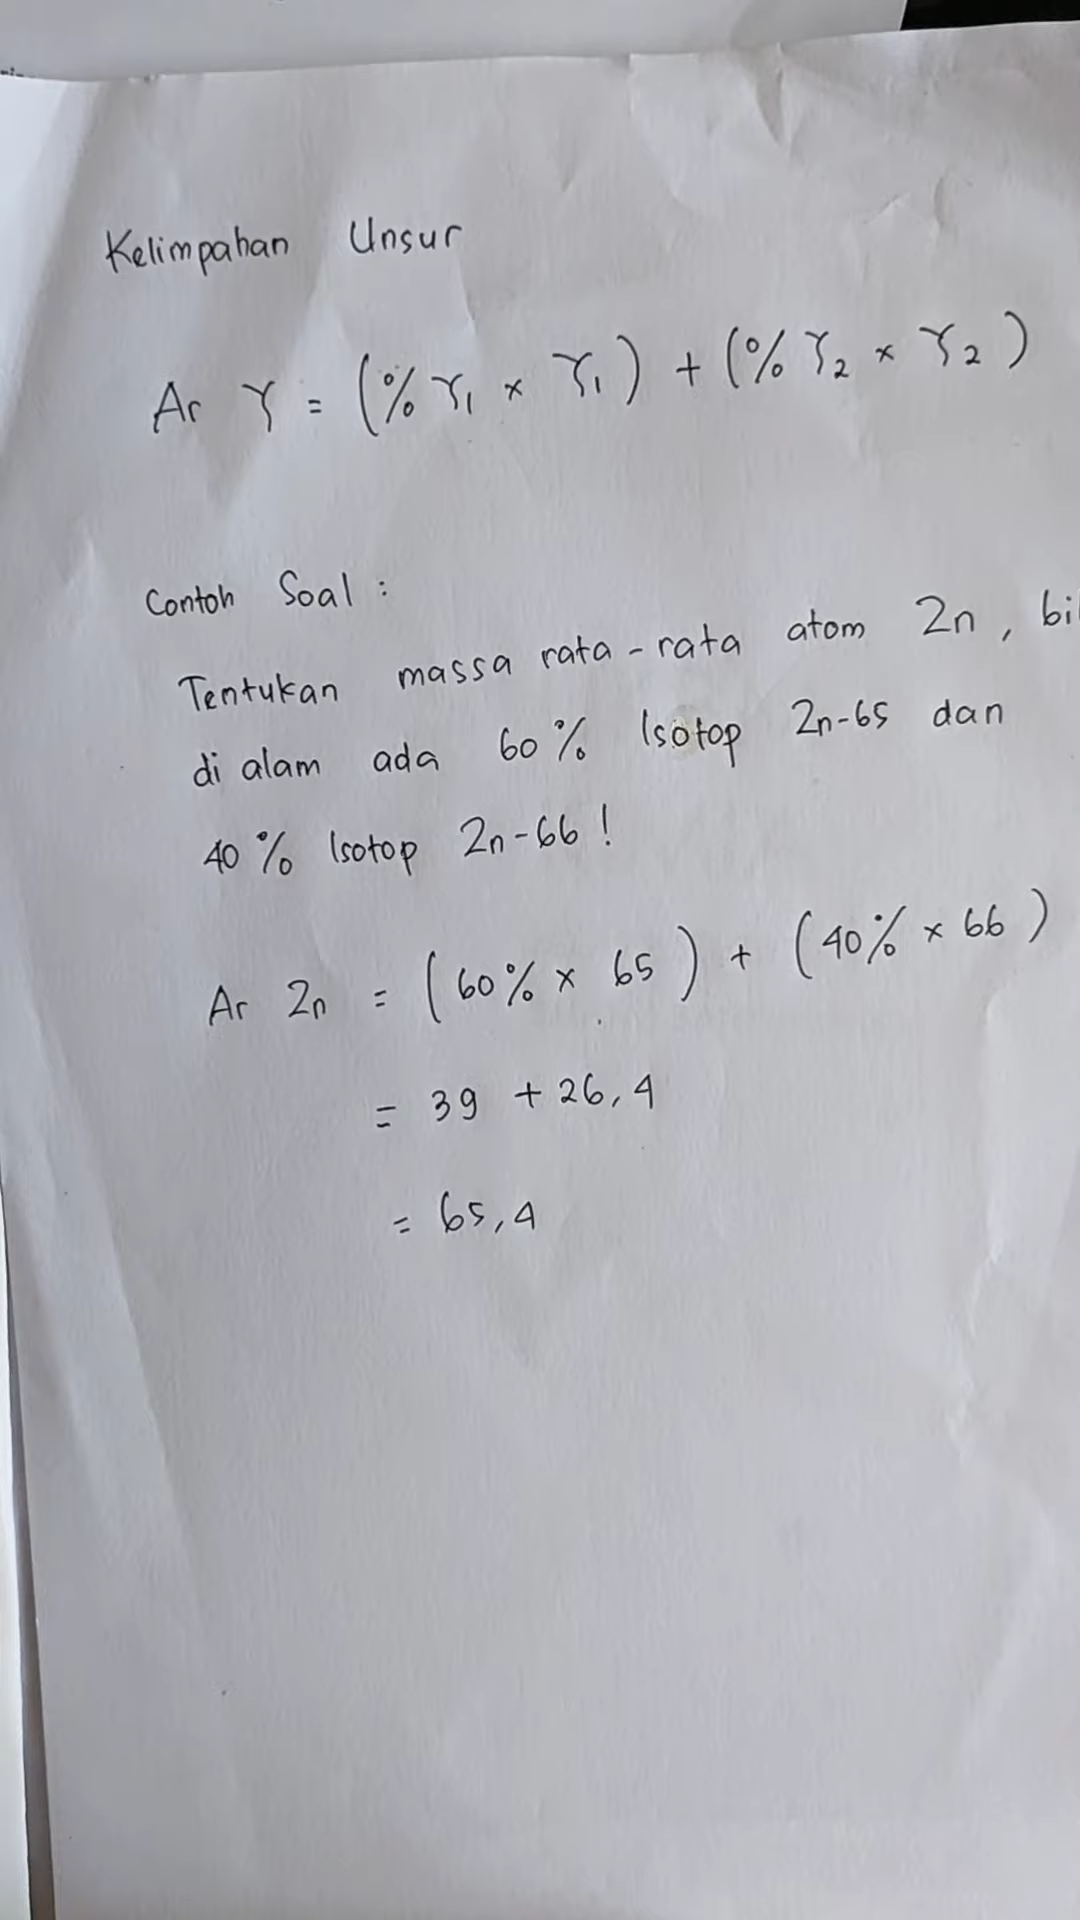 Kelimpahan Unsur
Ar Y = (% Y₁ × Y₁) + (% Y₂ × Y₂)
Contoh Soal :
Tentukan massa rata-rata atom Zn, bil
di alam ada 60% Isotop Zn-65 dan
40% Isotop Zn-66!
Ar Zn = (60% × 65) + (40% × 66)
= 39 + 26,4
= 65,4